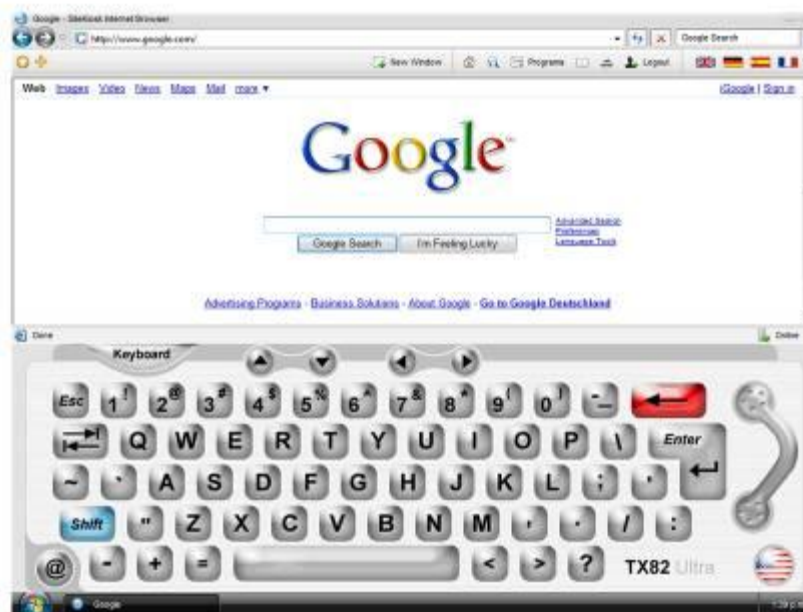 Google - SiteKiosk Internet Browser
http://www.google.com/
Google Search
New Window Programs Logout
Web Images Video News Maps Mail more ▼
iGoogle | Sign in
Google™
Advanced Search
Preferences
Language Tools
Google Search I'm Feeling Lucky
Advertising Programs - Business Solutions - About Google - Go to Google Deutschland
Done Online
Keyboard
Esc 1 ! 2 @ 3 # 4 $ 5 % 6 ^ 7 & 8 * 9 ( 0 ) - _
Q W E R T Y U I O P \ Enter
~ ` A S D F G H J K L ; '
Shift " Z X C V B N M , . / :
@ - + = < > ? TX82 Ultra
Google